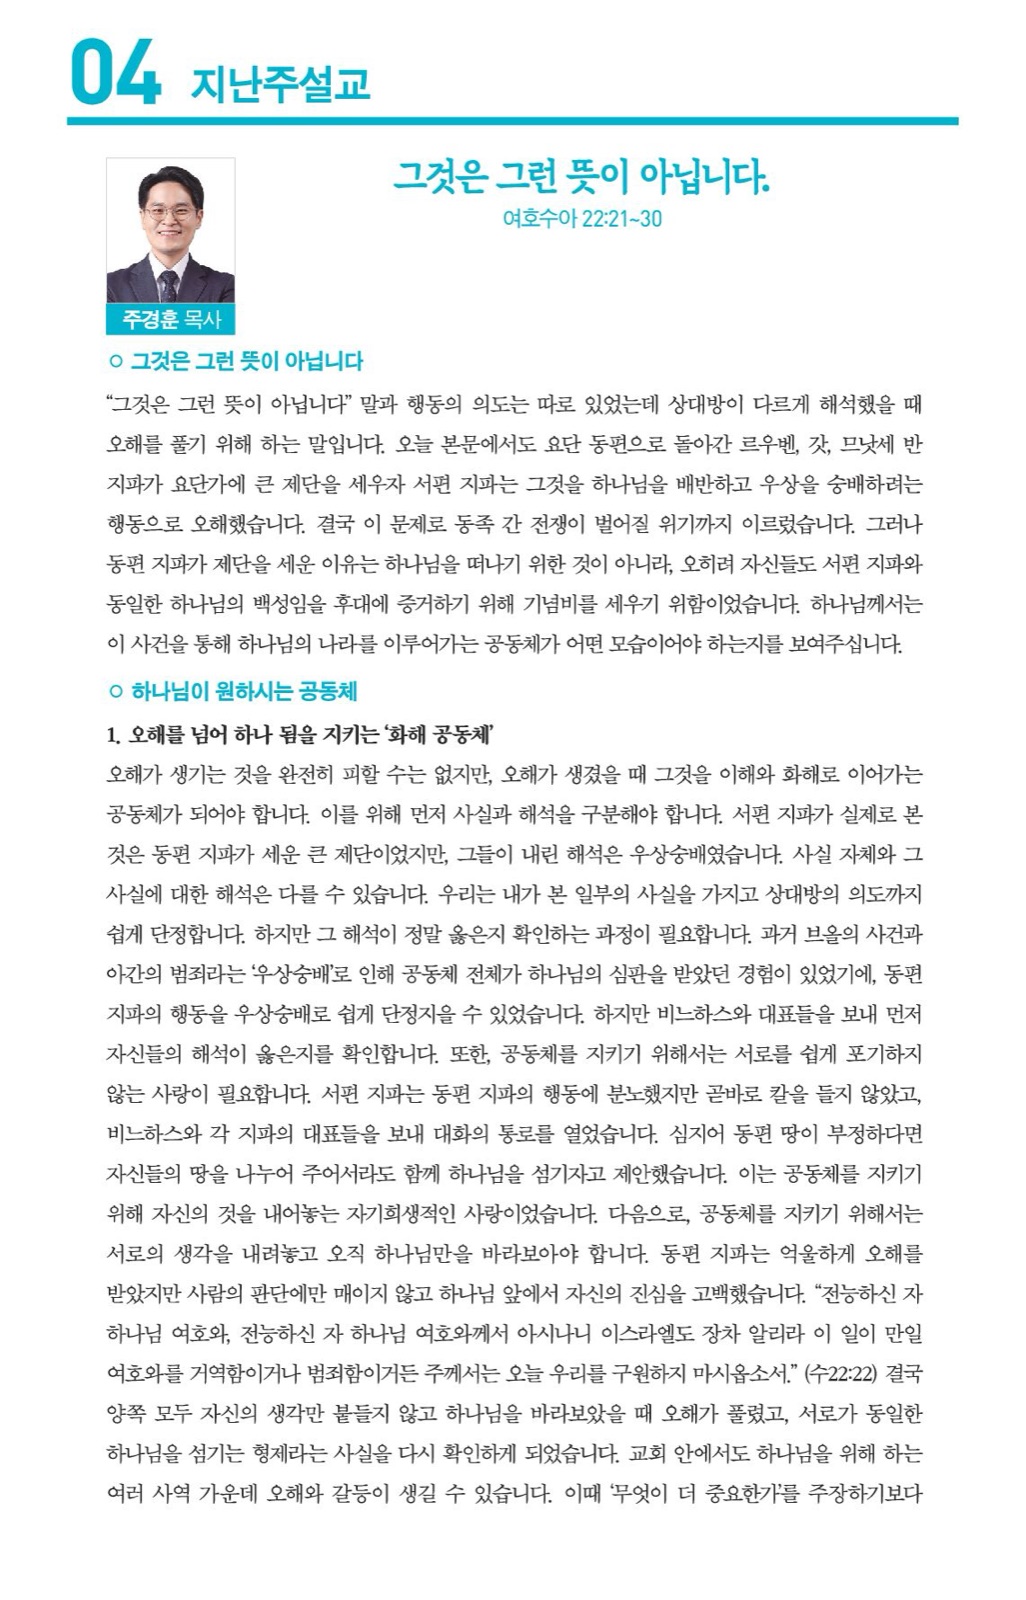 04 지난주설교
그것은 그런 뜻이 아닙니다.
여호수아 22:21~30
주경훈 목사
○ 그것은 그런 뜻이 아닙니다
“그것은 그런 뜻이 아닙니다” 말과 행동의 의도는 따로 있었는데 상대방이 다르게 해석했을 때
오해를 풀기 위해 하는 말입니다. 오늘 본문에서도 요단 동편으로 돌아간 르우벤, 갓, 므낫세 반
지파가 요단가에 큰 제단을 세우자 서편 지파는 그것을 하나님을 배반하고 우상을 숭배하려는
행동으로 오해했습니다. 결국 이 문제로 동족 간 전쟁이 벌어질 위기까지 이르렀습니다. 그러나
동편 지파가 제단을 세운 이유는 하나님을 떠나기 위한 것이 아니라, 오히려 자신들도 서편 지파와
동일한 하나님의 백성임을 후대에 증거하기 위해 기념비를 세우기 위함이었습니다. 하나님께서는
이 사건을 통해 하나님의 나라를 이루어가는 공동체가 어떤 모습이어야 하는지를 보여주십니다.
○ 하나님이 원하시는 공동체
1. 오해를 넘어 하나 됨을 지키는 ‘화해 공동체’
오해가 생기는 것을 완전히 피할 수는 없지만, 오해가 생겼을 때 그것을 이해와 화해로 이어가는
공동체가 되어야 합니다. 이를 위해 먼저 사실과 해석을 구분해야 합니다. 서편 지파가 실제로 본
것은 동편 지파가 세운 큰 제단이었지만, 그들이 내린 해석은 우상숭배였습니다. 사실 자체와 그
사실에 대한 해석은 다를 수 있습니다. 우리는 내가 본 일부의 사실을 가지고 상대방의 의도까지
쉽게 단정합니다. 하지만 그 해석이 정말 옳은지 확인하는 과정이 필요합니다. 과거 브올의 사건과
아간의 범죄라는 ‘우상숭배’로 인해 공동체 전체가 하나님의 심판을 받았던 경험이 있었기에, 동편
지파의 행동을 우상숭배로 쉽게 단정지을 수 있었습니다. 하지만 비느하스와 대표들을 보내 먼저
자신들의 해석이 옳은지를 확인합니다. 또한, 공동체를 지키기 위해서는 서로를 쉽게 포기하지
않는 사랑이 필요합니다. 서편 지파는 동편 지파의 행동에 분노했지만 곧바로 칼을 들지 않았고,
비느하스와 각 지파의 대표들을 보내 대화의 통로를 열었습니다. 심지어 동편 땅이 부정하다면
자신들의 땅을 나누어 주어서라도 함께 하나님을 섬기자고 제안했습니다. 이는 공동체를 지키기
위해 자신의 것을 내어놓는 자기희생적인 사랑이었습니다. 다음으로, 공동체를 지키기 위해서는
서로의 생각을 내려놓고 오직 하나님만을 바라보아야 합니다. 동편 지파는 억울하게 오해를
받았지만 사람의 판단에만 매이지 않고 하나님 앞에서 자신의 진심을 고백했습니다. “전능하신 자
하나님 여호와, 전능하신 자 하나님 여호와께서 아시나니 이스라엘도 장차 알리라 이 일이 만일
여호와를 거역함이거나 범죄함이거든 주께서는 오늘 우리를 구원하지 마시옵소서.” (수22:22) 결국
양쪽 모두 자신의 생각만 붙들지 않고 하나님을 바라보았을 때 오해가 풀렸고, 서로가 동일한
하나님을 섬기는 형제라는 사실을 다시 확인하게 되었습니다. 교회 안에서도 하나님을 위해 하는
여러 사역 가운데 오해와 갈등이 생길 수 있습니다. 이때 ‘무엇이 더 중요한가’를 주장하기보다